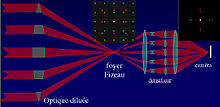 foyer
Fizeau
densifieur
caméra
Optique diluée